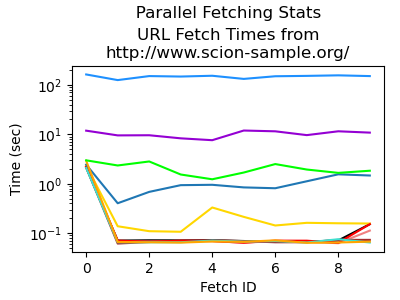 Parallel Fetching Stats
URL Fetch Times from
http://www.scion-sample.org/
Time (sec)
10²
10¹
10⁰
10⁻¹
0 2 4 6 8
Fetch ID